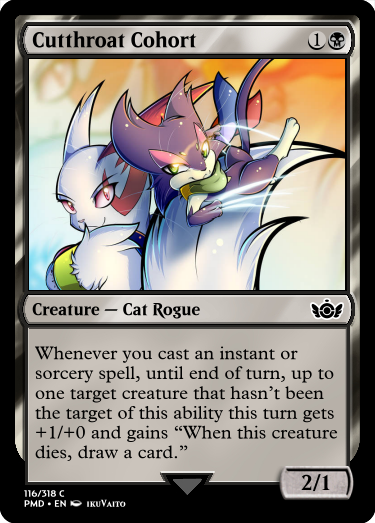 Cutthroat Cohort 1
Creature — Cat Rogue
Whenever you cast an instant or
sorcery spell, until end of turn, up to
one target creature that hasn't been
the target of this ability this turn gets
+1/+0 and gains “When this creature
dies, draw a card.”
2/1
116/318 C
PMD • EN IKUVAITO